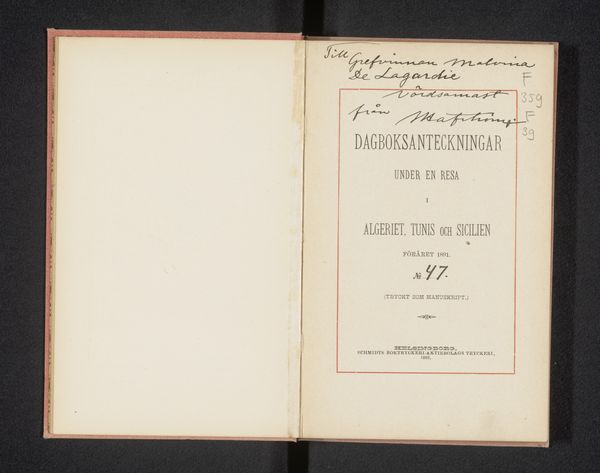 Till Grefvinnan Malvina
De Lagardie
vördsamast
från
F
359
F
39
DAGBOKSANTECKNINGAR
UNDER EN RESA
I
ALGERIET, TUNIS OCH SICILIEN
FÖRÅRET 1891.
№ 47.
(TRYCKT SOM MANUSKRIPT.)
HELSINGBORG,
SCHMIDTS BOKTRYCKERI-AKTIEBOLAGS TRYCKERI,